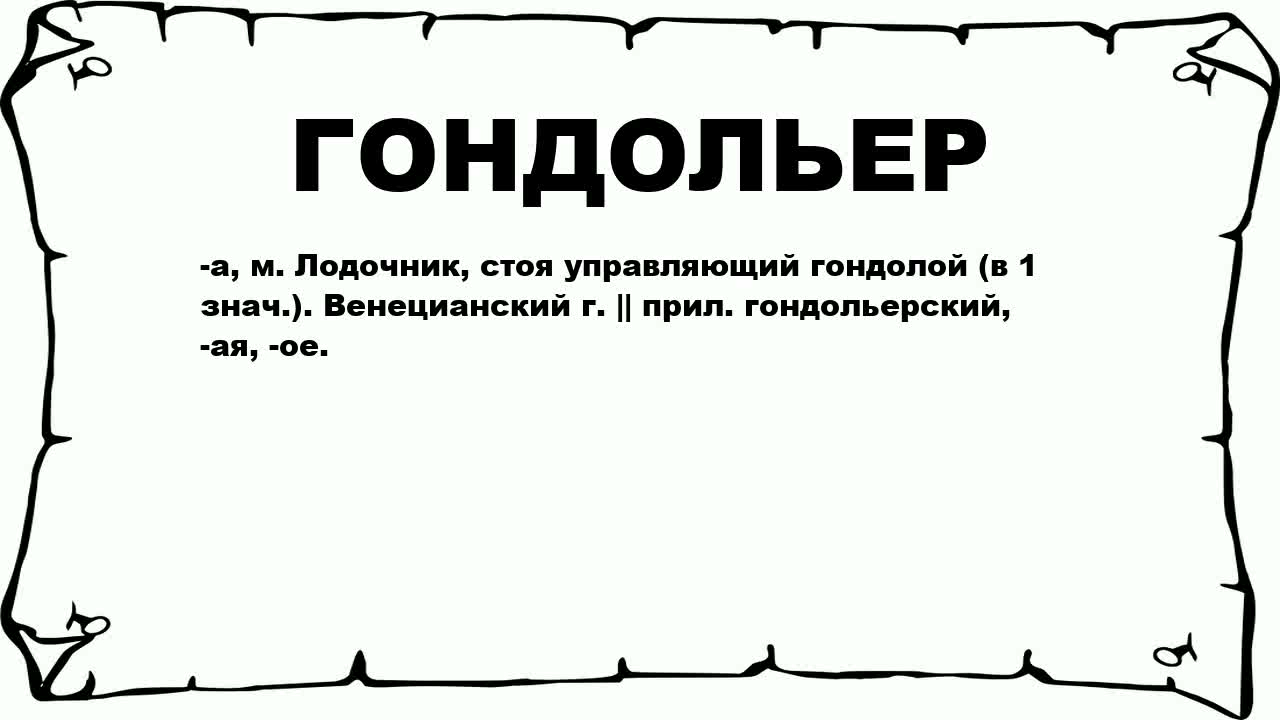 ГОНДОЛЬЕР
-а, м. Лодочник, стоя управляющий гондолой (в 1
знач.). Венецианский г. || прил. гондольерский,
-ая, -ое.